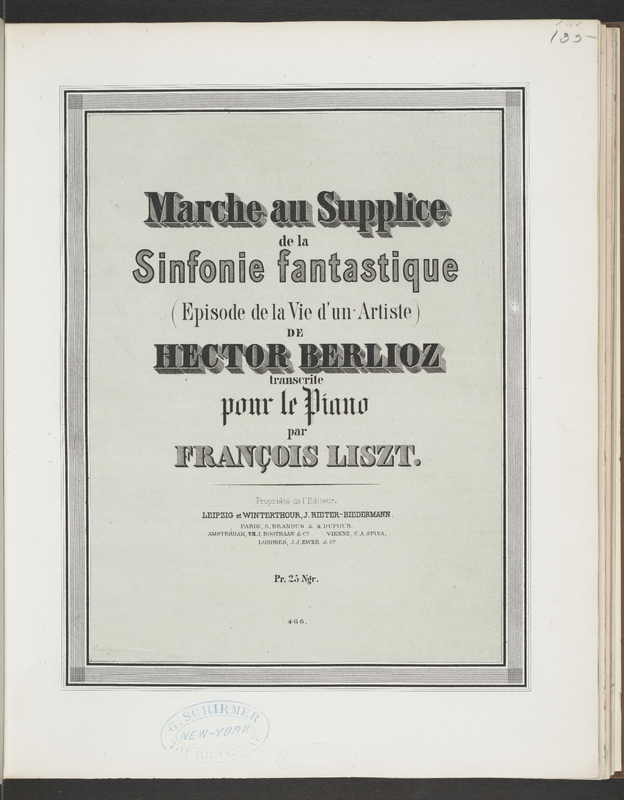 135-
Marche au Supplice
de la
Sinfonie fantastique
(Episode de la Vie d'un Artiste)
DE
HECTOR BERLIOZ
transcrite
pour le Piano
par
FRANÇOIS LISZT.
Propriété de l'Editeur.
LEIPZIG et WINTERTHOUR, J. RIETER-BIEDERMANN.
PARIS, G. BRANDUS & S. DUFOUR.
AMSTERDAM, TH. J. ROOTHAAN & Cº. VIENNE, C. A. SPINA.
LONDRES, J. J. EWER & Cº.
Pr. 25 Ngr.
466.
G. SCHIRMER
NEW-YORK